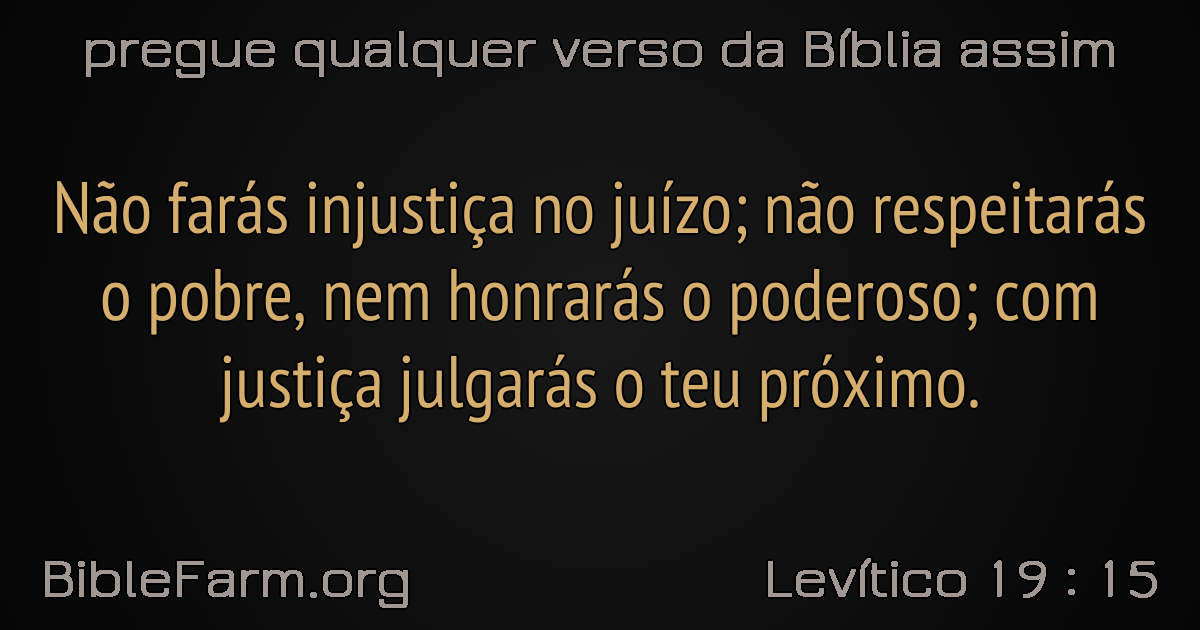 pregue qualquer verso da Bíblia assim
Não farás injustiça no juízo; não respeitarás
o pobre, nem honrarás o poderoso; com
justiça julgarás o teu próximo.
BibleFarm.org
Levítico 19 : 15